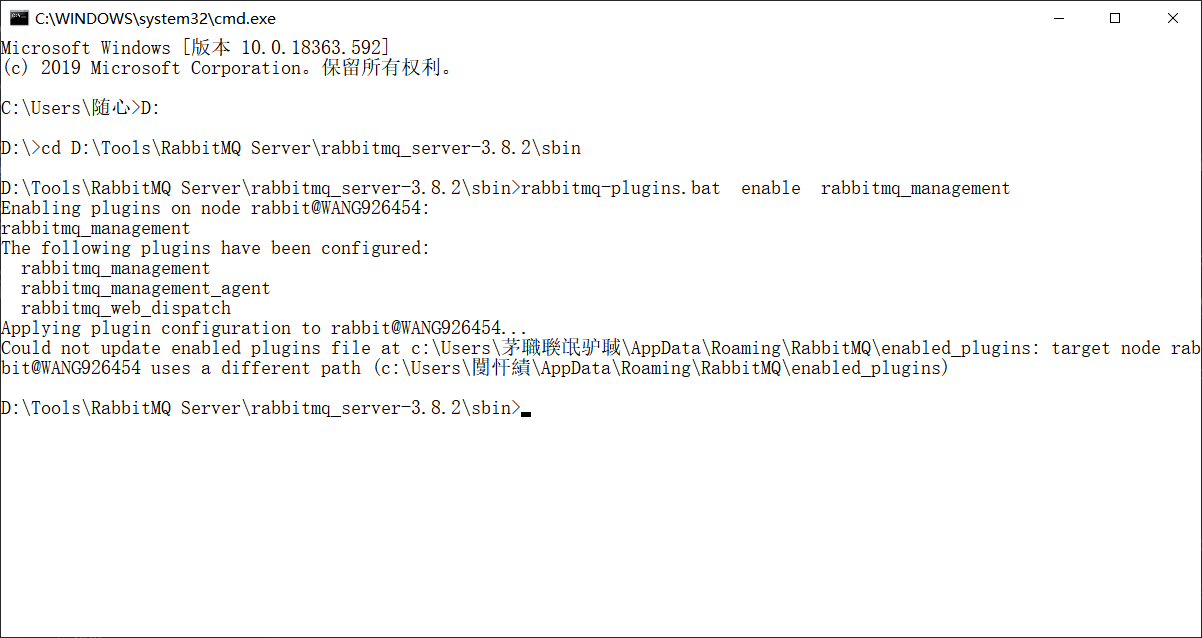 C:\WINDOWS\system32\cmd.exe
Microsoft Windows [版本 10.0.18363.592]
(c) 2019 Microsoft Corporation。保留所有权利。
C:\Users\随心>D:
D:\>cd D:\Tools\RabbitMQ Server\rabbitmq_server-3.8.2\sbin
D:\Tools\RabbitMQ Server\rabbitmq_server-3.8.2\sbin>rabbitmq-plugins.bat  enable  rabbitmq_management
Enabling plugins on node rabbit@WANG926454:
rabbitmq_management
The following plugins have been configured:
  rabbitmq_management
  rabbitmq_management_agent
  rabbitmq_web_dispatch
Applying plugin configuration to rabbit@WANG926454...
Could not update enabled plugins file at c:\Users\茅職聧氓驴聝\AppData\Roaming\RabbitMQ\enabled_plugins: target node rab
bit@WANG926454 uses a different path (c:\Users\闅忓績\AppData\Roaming\RabbitMQ\enabled_plugins)
D:\Tools\RabbitMQ Server\rabbitmq_server-3.8.2\sbin>